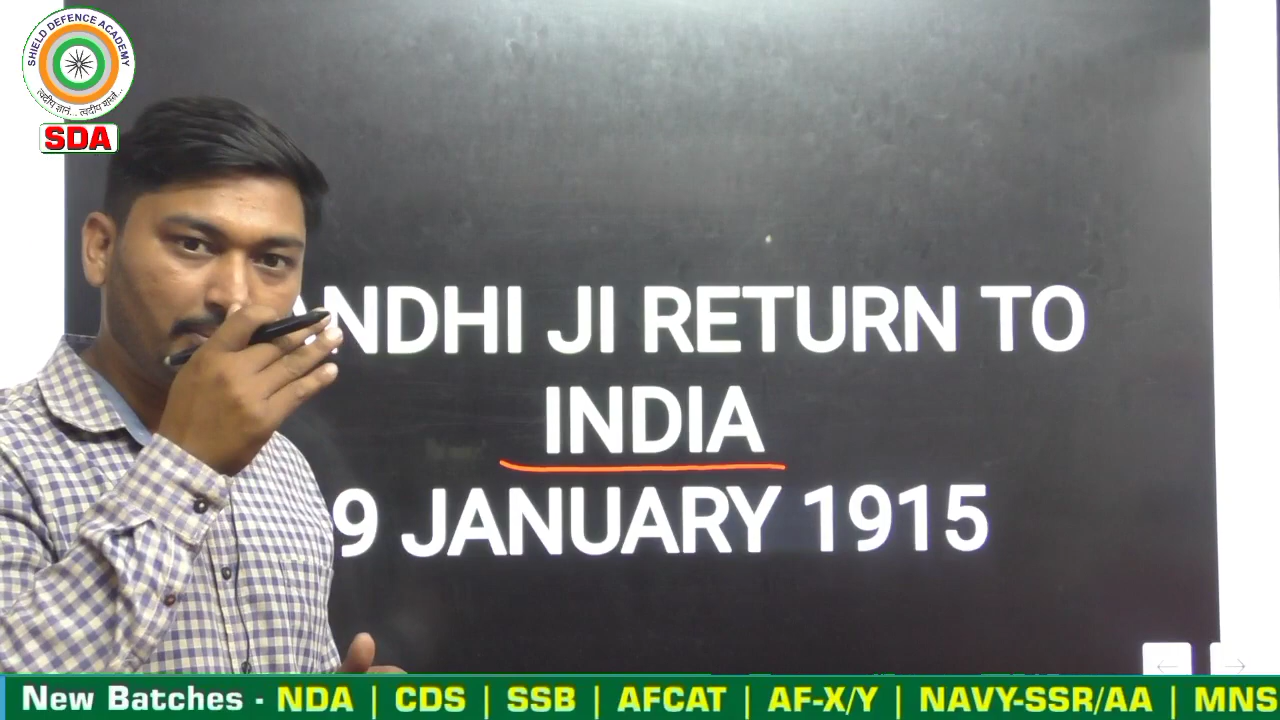 SHIELD DEFENCE ACADEMY
SDA
ANDHI JI RETURN TO
INDIA
9 JANUARY 1915
New Batches - NDA | CDS | SSB | AFCAT | AF-X/Y | NAVY-SSR/AA | MNS